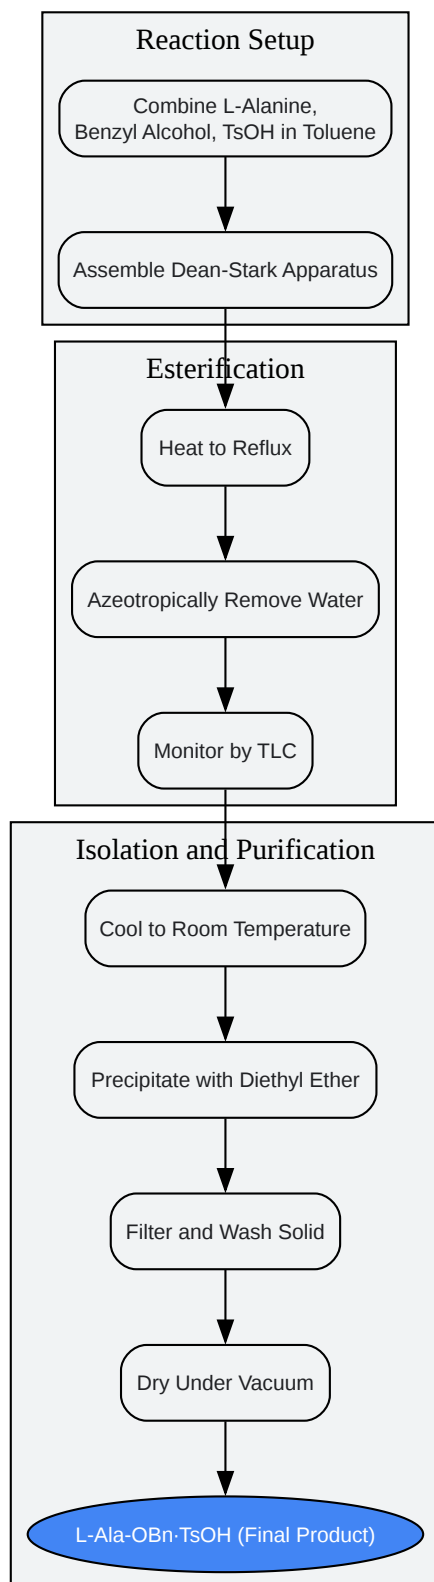 Reaction Setup
Combine L-Alanine,
Benzyl Alcohol, TsOH in Toluene
Assemble Dean-Stark Apparatus
Esterification
Heat to Reflux
Azeotropically Remove Water
Monitor by TLC
Isolation and Purification
Cool to Room Temperature
Precipitate with Diethyl Ether
Filter and Wash Solid
Dry Under Vacuum
L-Ala-OBn·TsOH (Final Product)